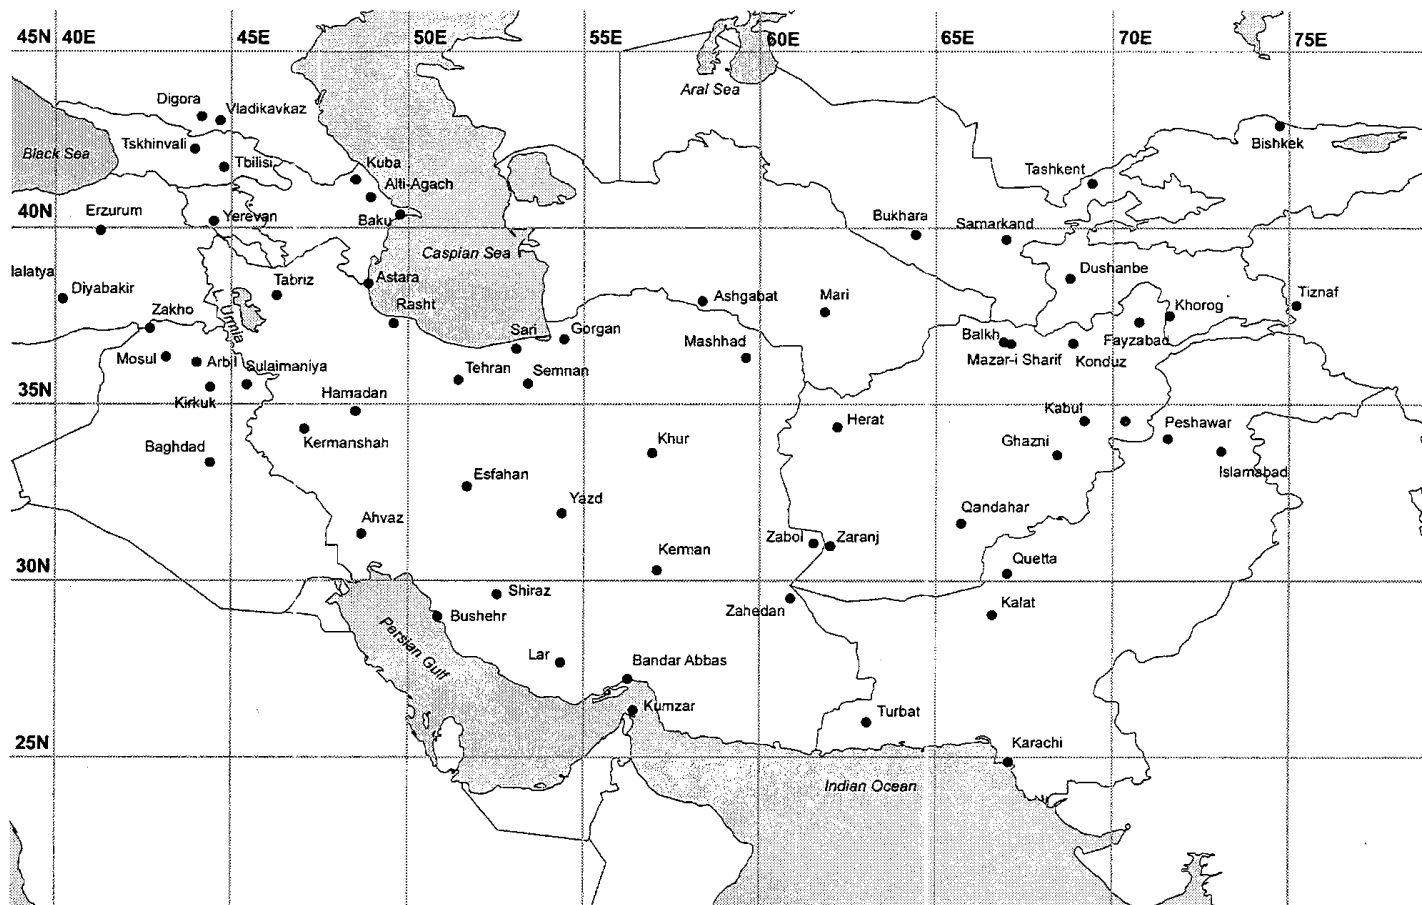 45N 40E 45E 50E 55E 60E 65E 70E 75E
Aral Sea
Digora
Vladikavkaz
Tskhinvali
Black Sea
Tbilisi
Kuba
Alti-Agach
Tashkent
Bishkek
40N
Erzurum
Yerevan
Baku
Bukhara
Samarkand
Caspian Sea
Ialatya
Diyabakir
Tabriz
Astara
Dushanbe
Tiznaf
Zakho
Urmia
Rasht
Ashgabat
Mari
Khorog
Sari
Gorgan
Mashhad
Balkh
Fayzabad
Mosul
Arbil
Sulaimaniya
Tehran
Semnan
Mazar-i Sharif
Konduz
35N
Kirkuk
Hamadan
Baghdad
Kermanshah
Khur
Herat
Kabul
Peshawar
Ghazni
Islamabad
Esfahan
Yazd
Ahvaz
Qandahar
Zabol
Zaranj
30N
Kerman
Quetta
Shiraz
Bushehr
Zahedan
Kalat
Persian Gulf
Lar
Bandar Abbas
Kumzar
Turbat
25N
Karachi
Indian Ocean